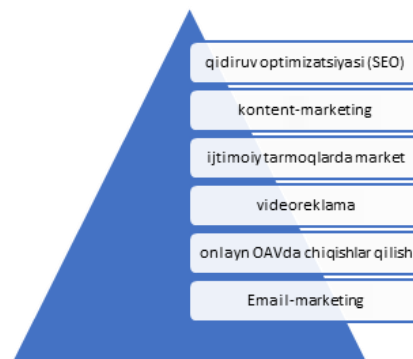 qidiruv optimizatsiyasi (SEO)
kontent-marketing
ijtimoiy tarmoqlarda market
videoreklama
onlayn OAVda chiqishlar qilish
Email-marketing